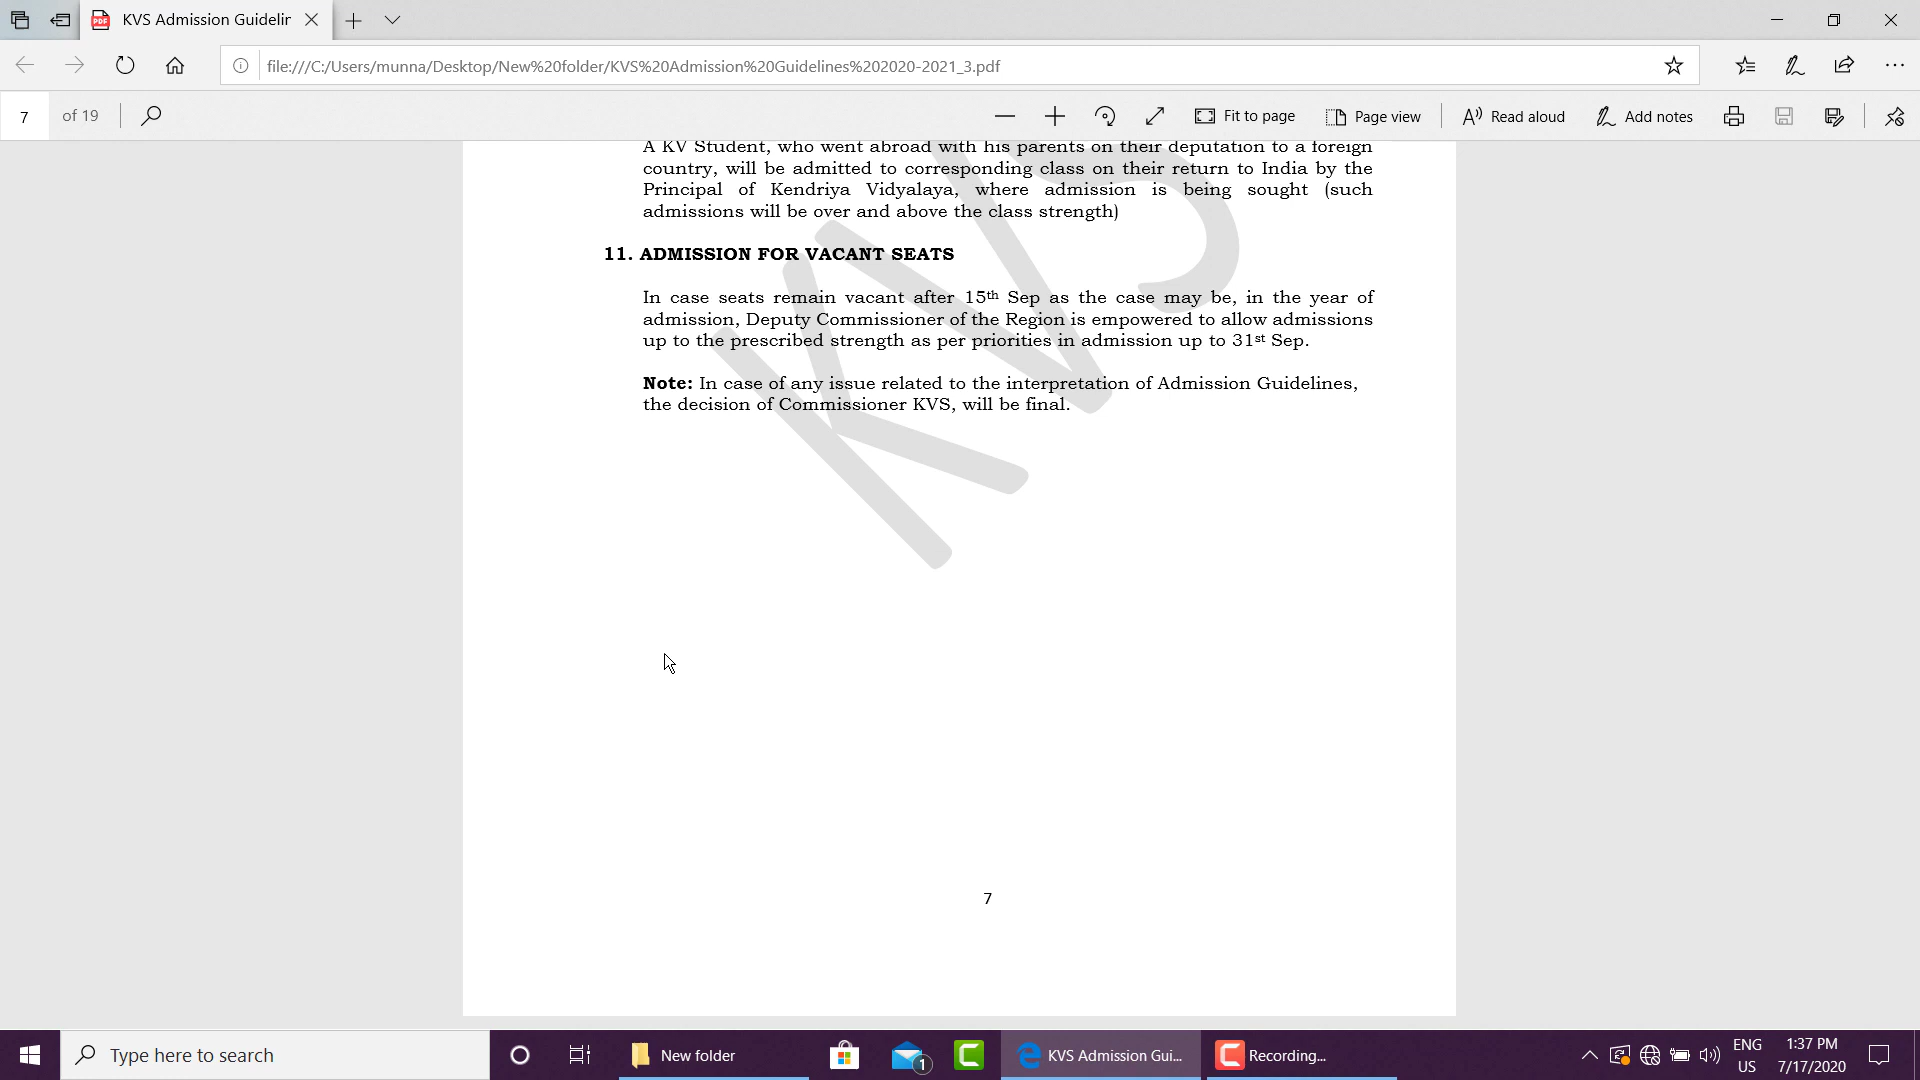 KVS Admission Guidelin
file:///C:/Users/munna/Desktop/New%20folder/KVS%20Admission%20Guidelines%202020-2021_3.pdf
7 of 19 Fit to page Page view Read aloud Add notes
A KV Student, who went abroad with his parents on their deputation to a foreign
country, will be admitted to corresponding class on their return to India by the
Principal of Kendriya Vidyalaya, where admission is being sought (such
admissions will be over and above the class strength)
11. ADMISSION FOR VACANT SEATS
In case seats remain vacant after 15th Sep as the case may be, in the year of
admission, Deputy Commissioner of the Region is empowered to allow admissions
up to the prescribed strength as per priorities in admission up to 31st Sep.
Note: In case of any issue related to the interpretation of Admission Guidelines,
the decision of Commissioner KVS, will be final.
KVS
7
Type here to search New folder 1 KVS Admission Gui... Recording... ENG 1:37 PM
US 7/17/2020